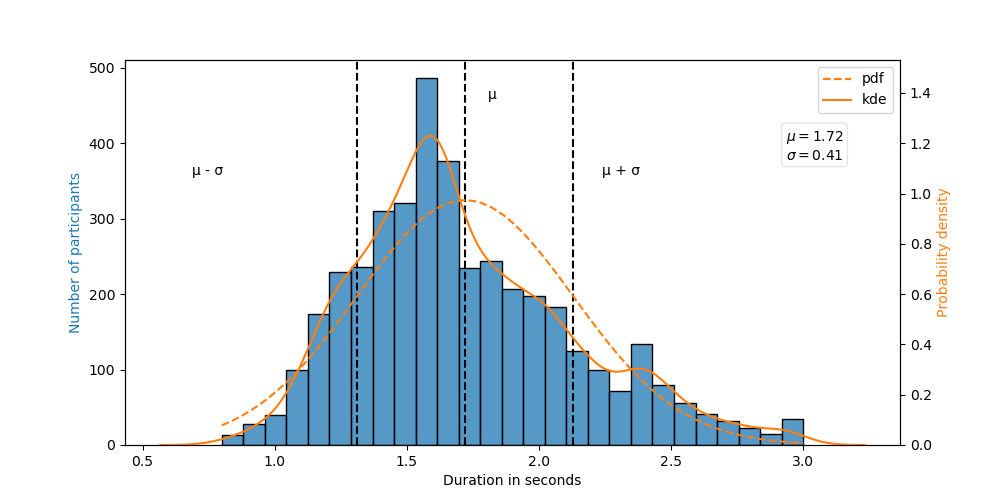 500
400
300
200
100
0
Number of participants
μ - σ
μ
μ + σ
pdf
kde
μ = 1.72
σ = 0.41
1.4
1.2
1.0
0.8
0.6
0.4
0.2
0.0
Probability density
0.5 1.0 1.5 2.0 2.5 3.0
Duration in seconds